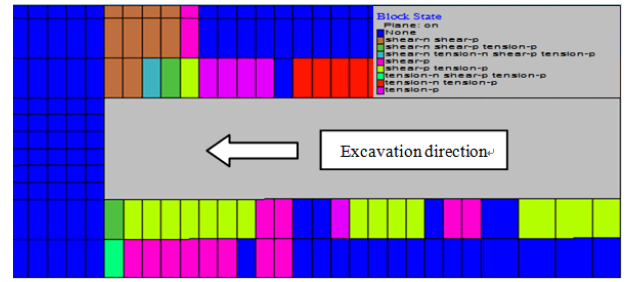 Block State
Plane: on
None
shear-n shear-p
shear-n shear-p tension-p
shear-n tension-n shear-p tension-p
shear-p
shear-p tension-p
tension-n shear-p tension-p
tension-n tension-p
tension-p
Excavation direction